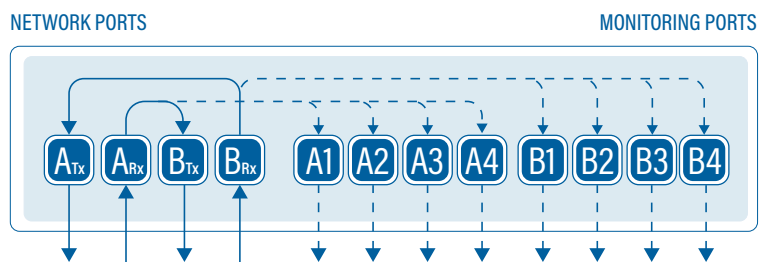 NETWORK PORTS MONITORING PORTS
ATx ARx BTx BRx A1 A2 A3 A4 B1 B2 B3 B4